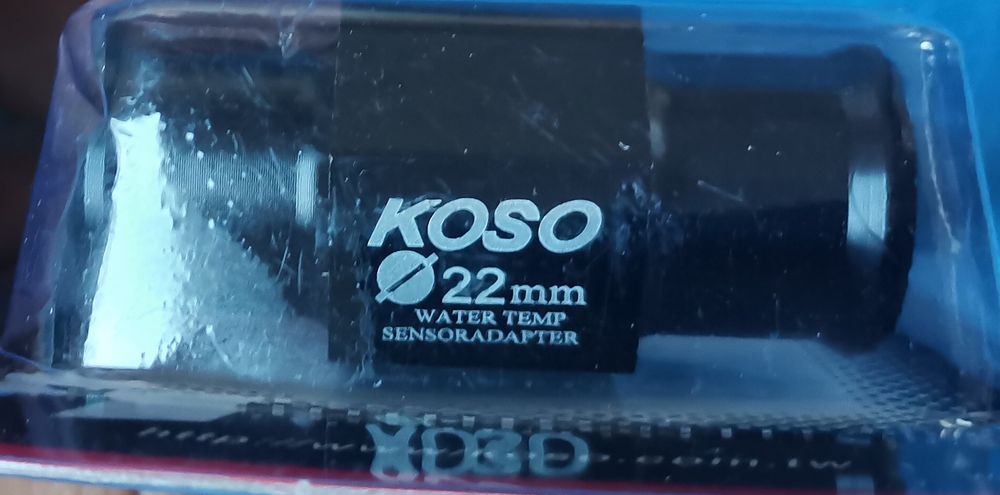 KOSO
Ø22mm
WATER TEMP
SENSORADAPTER